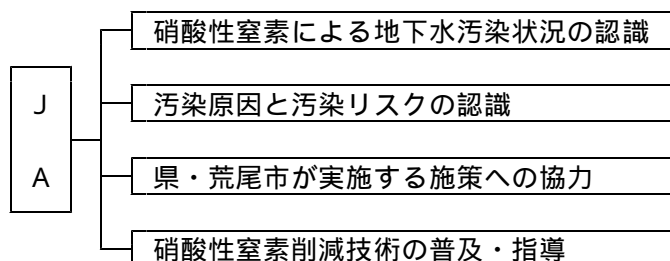 硝酸性窒素による地下水汚染状況の認識
汚染原因と汚染リスクの認識
ＪＡ
県・荒尾市が実施する施策への協力
硝酸性窒素削減技術の普及・指導